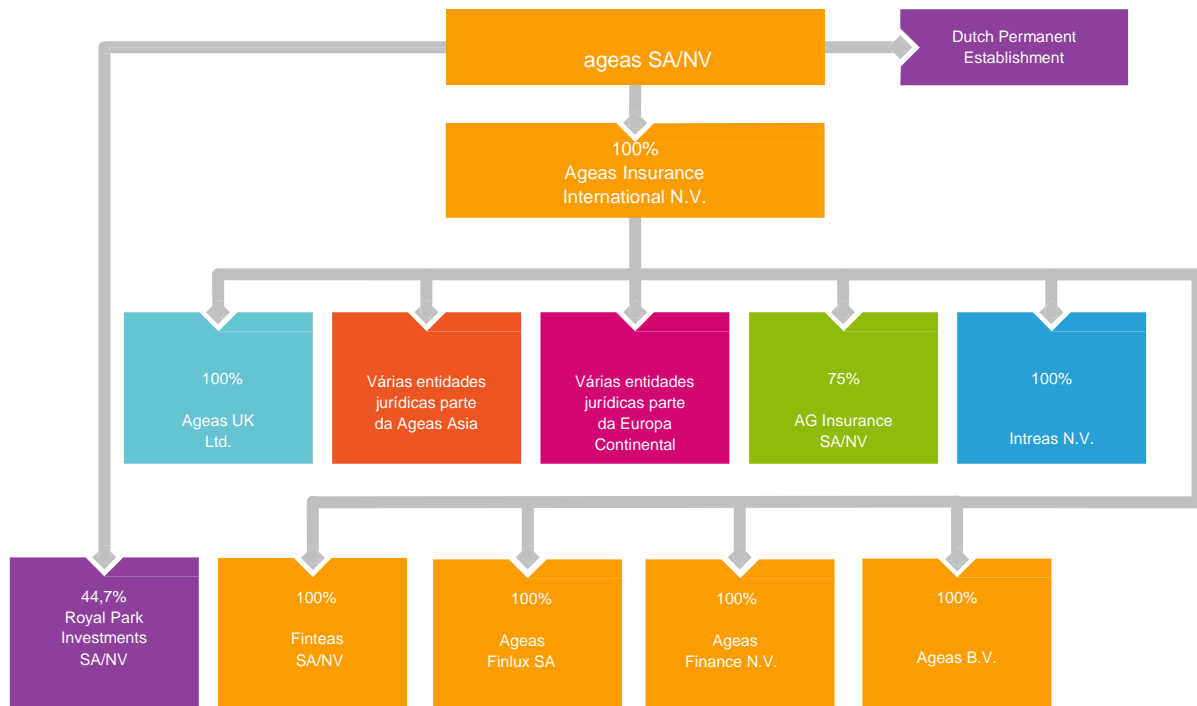 ageas SA/NV
Dutch Permanent
Establishment
100%
Ageas Insurance
International N.V.
100%
Ageas UK
Ltd.
Várias entidades
jurídicas parte
da Ageas Asia
Várias entidades
jurídicas parte
da Europa
Continental
75%
AG Insurance
SA/NV
100%
Intreas N.V.
44,7%
Royal Park
Investments
SA/NV
100%
Finteas
SA/NV
100%
Ageas
Finlux SA
100%
Ageas
Finance N.V.
100%
Ageas B.V.